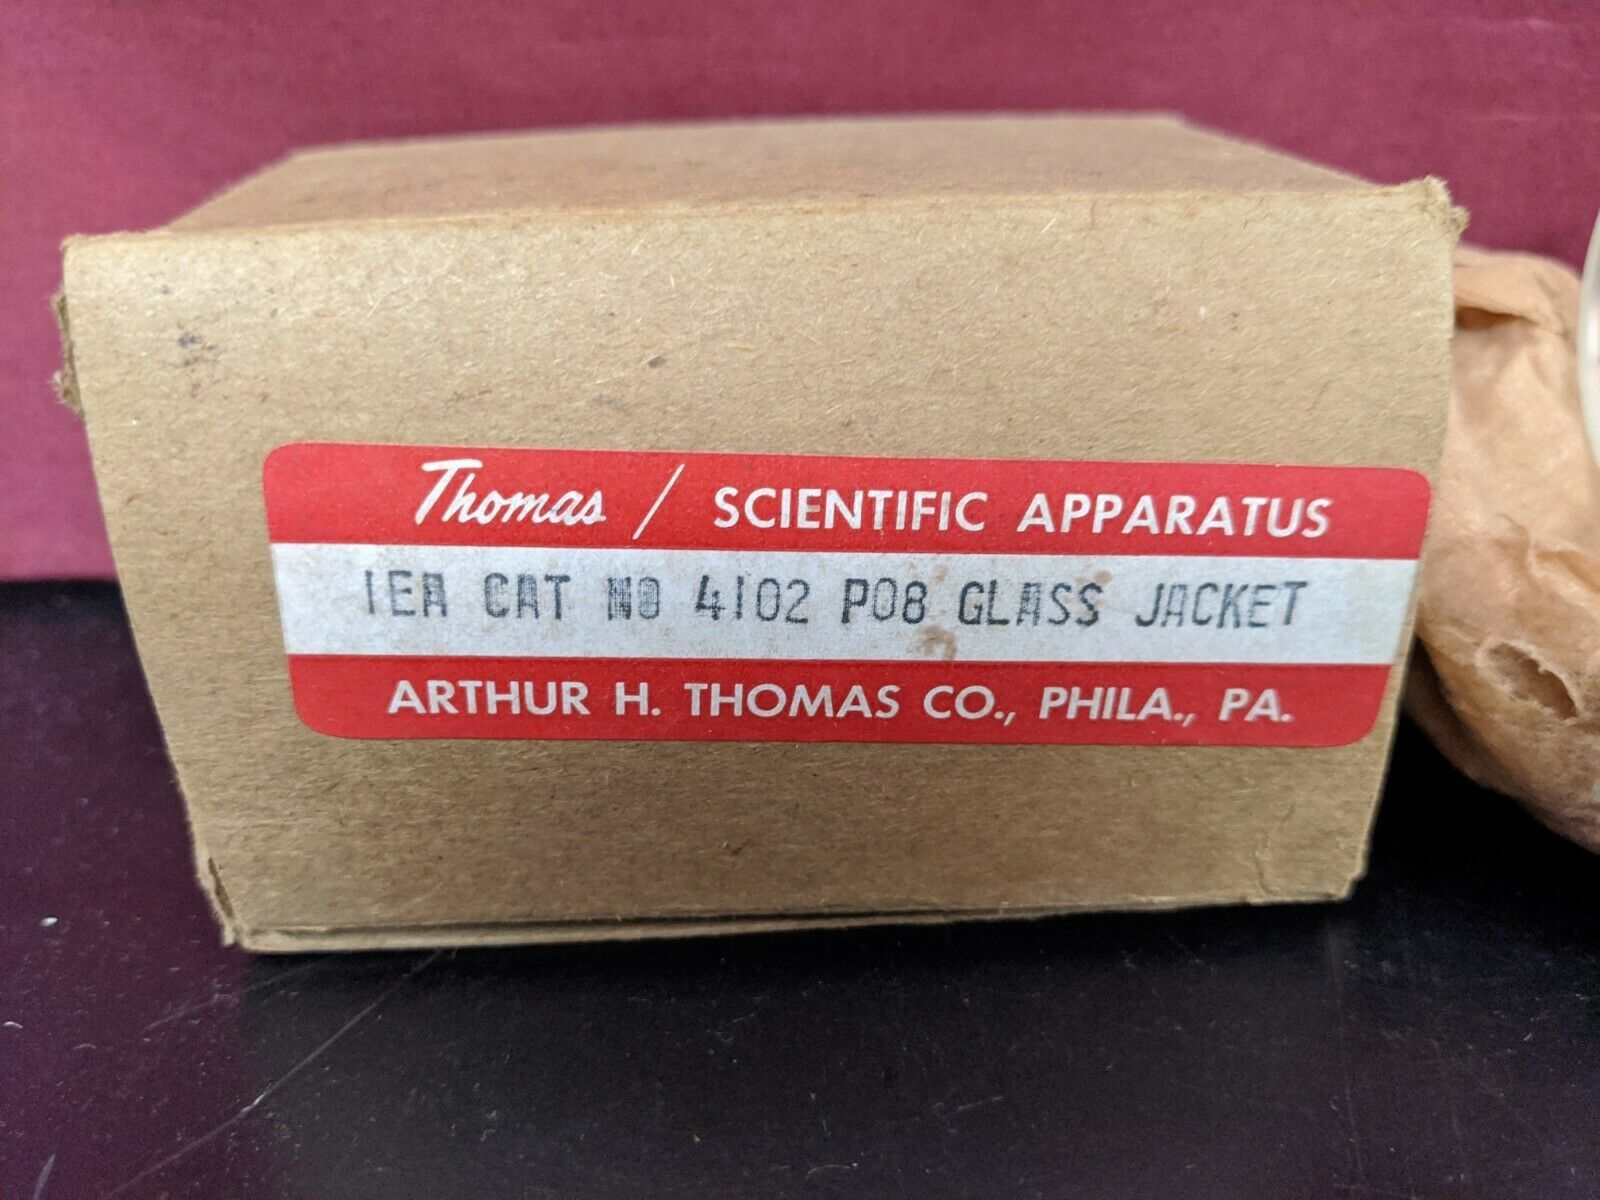 Thomas / SCIENTIFIC APPARATUS
1EA CAT NO 4102 P08 GLASS JACKET
ARTHUR H. THOMAS CO., PHILA., PA.